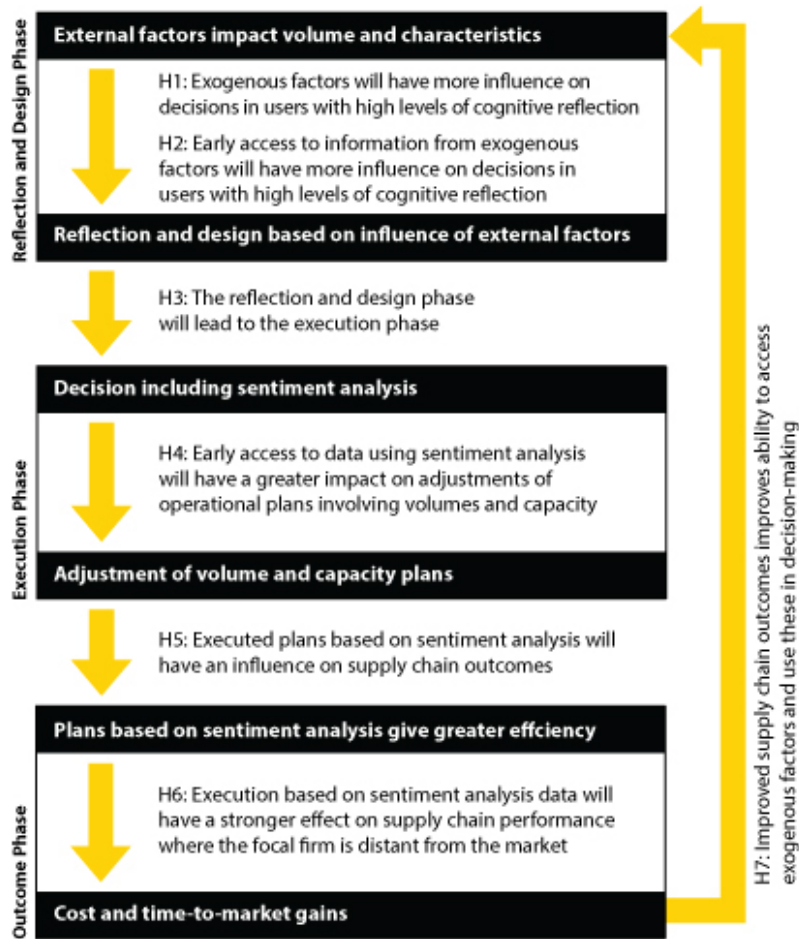 Reflection and Design Phase
External factors impact volume and characteristics
H1: Exogenous factors will have more influence on
decisions in users with high levels of cognitive reflection
H2: Early access to information from exogenous
factors will have more influence on decisions in
users with high levels of cognitive reflection
Reflection and design based on influence of external factors
H3: The reflection and design phase
will lead to the execution phase
Execution Phase
Decision including sentiment analysis
H4: Early access to data using sentiment analysis
will have a greater impact on adjustments of
operational plans involving volumes and capacity
Adjustment of volume and capacity plans
H5: Executed plans based on sentiment analysis will
have an influence on supply chain outcomes
Outcome Phase
Plans based on sentiment analysis give greater effciency
H6: Execution based on sentiment analysis data will
have a stronger effect on supply chain performance
where the focal firm is distant from the market
Cost and time-to-market gains
H7: Improved supply chain outcomes improves ability to access
exogenous factors and use these in decision-making